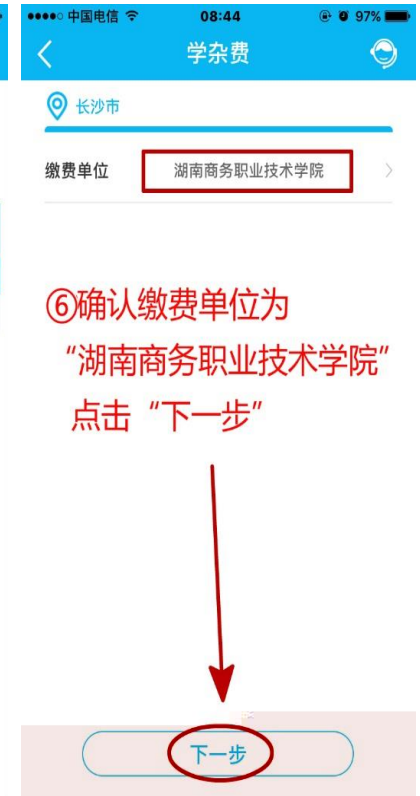 中国电信 08:44 97%
学杂费
长沙市
缴费单位 湖南商务职业技术学院
⑥确认缴费单位为
“湖南商务职业技术学院”
点击“下一步”
下一步